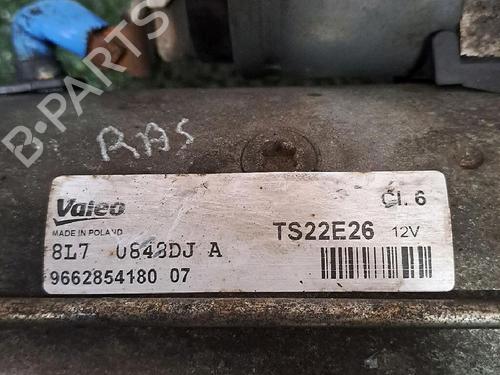 B-PARTS
RAS
Valeo
MADE IN POLAND
Cl. 6
TS22E26 12V
8L7 0848DJ A
9662854180 07